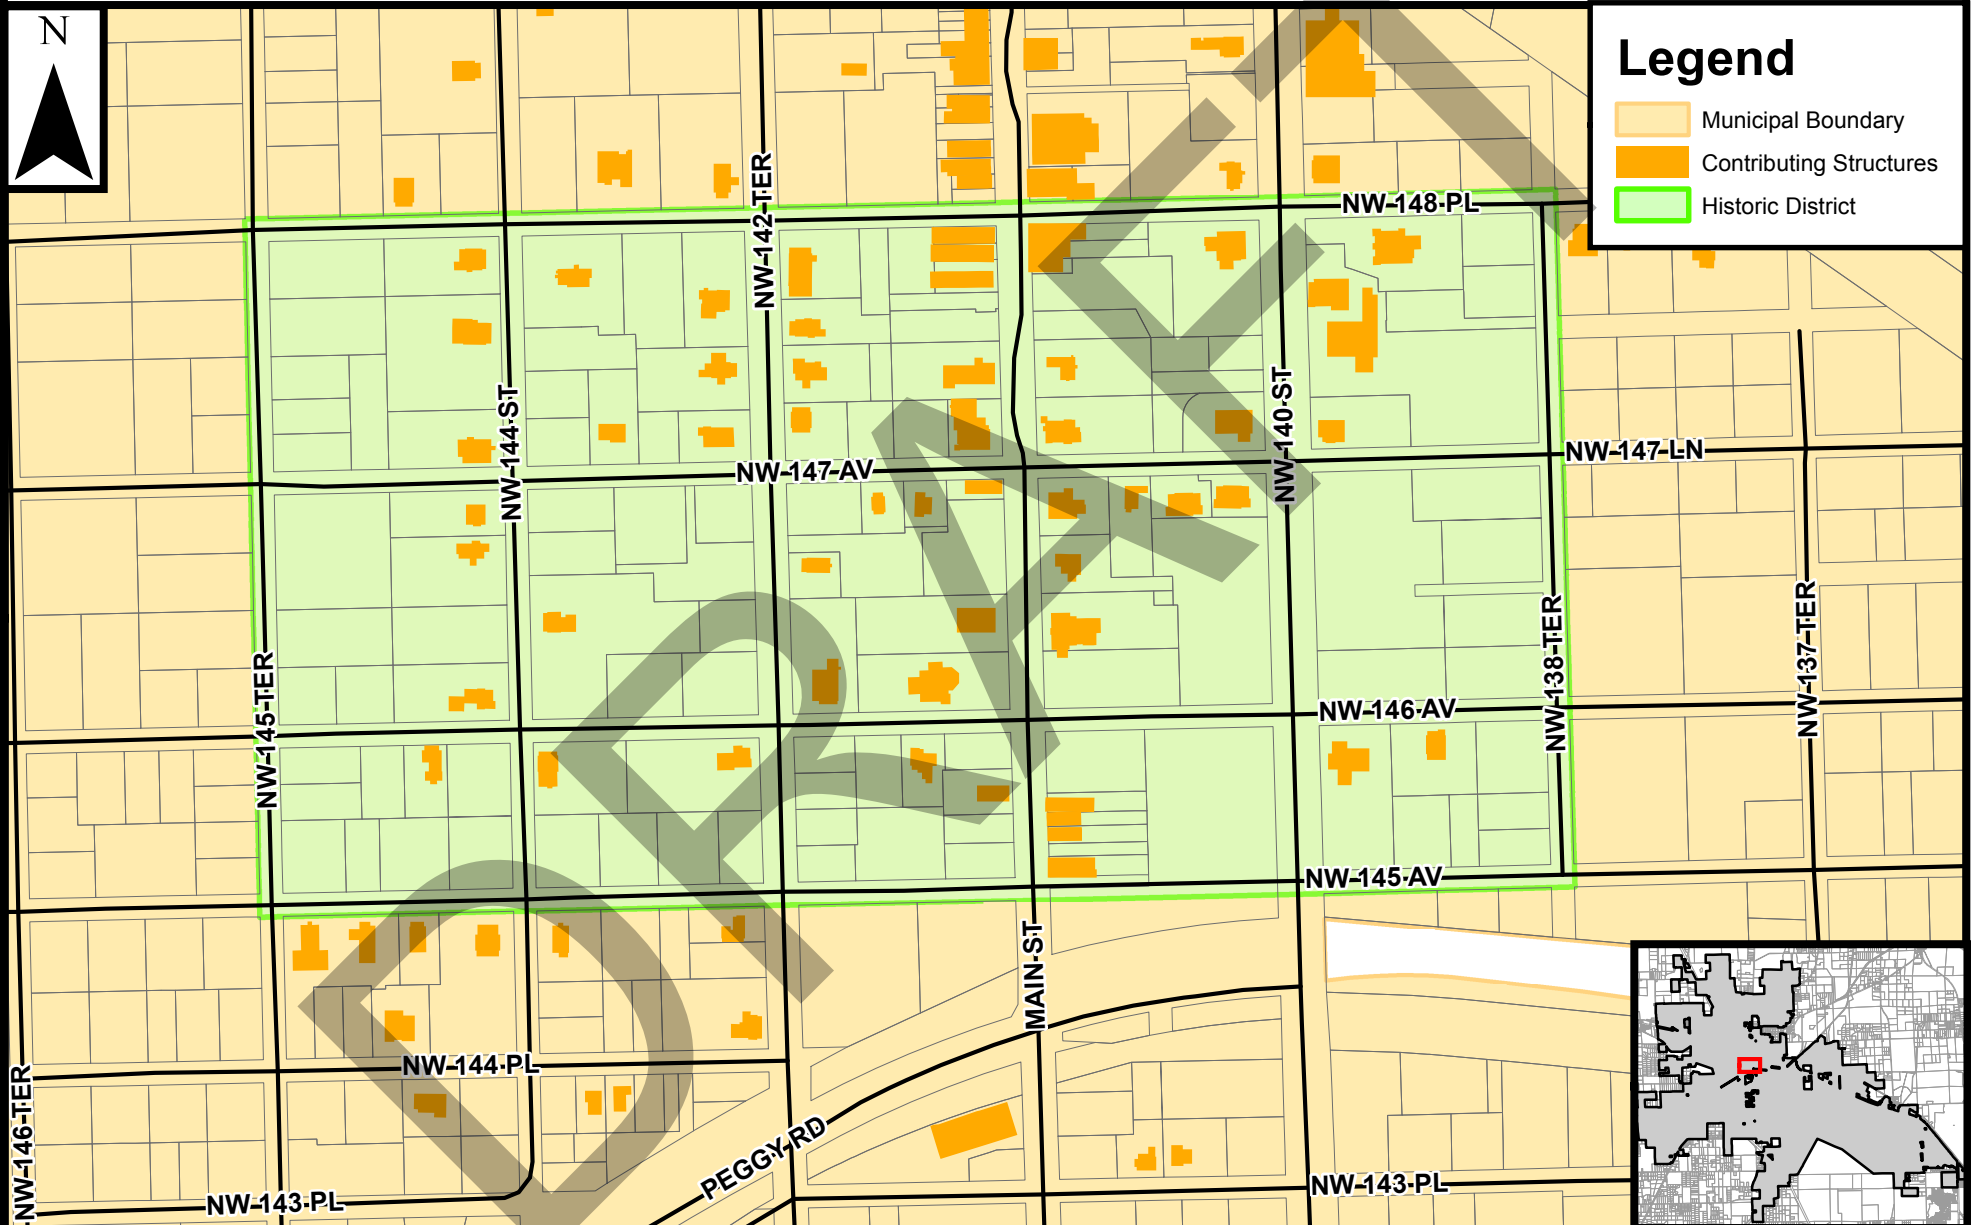 N
Legend
Municipal Boundary
Contributing Structures
Historic District
NW 148 PL
NW 142 TER
NW 144 ST
NW 140 ST
NW 147 AV
NW 147 LN
NW 145 TER
NW 138 TER
NW 137 TER
NW 146 AV
NW 145 AV
MAIN ST
NW 144 PL
NW 146 TER
PEGGY RD
NW 143 PL
NW 143 PL
DRAFT